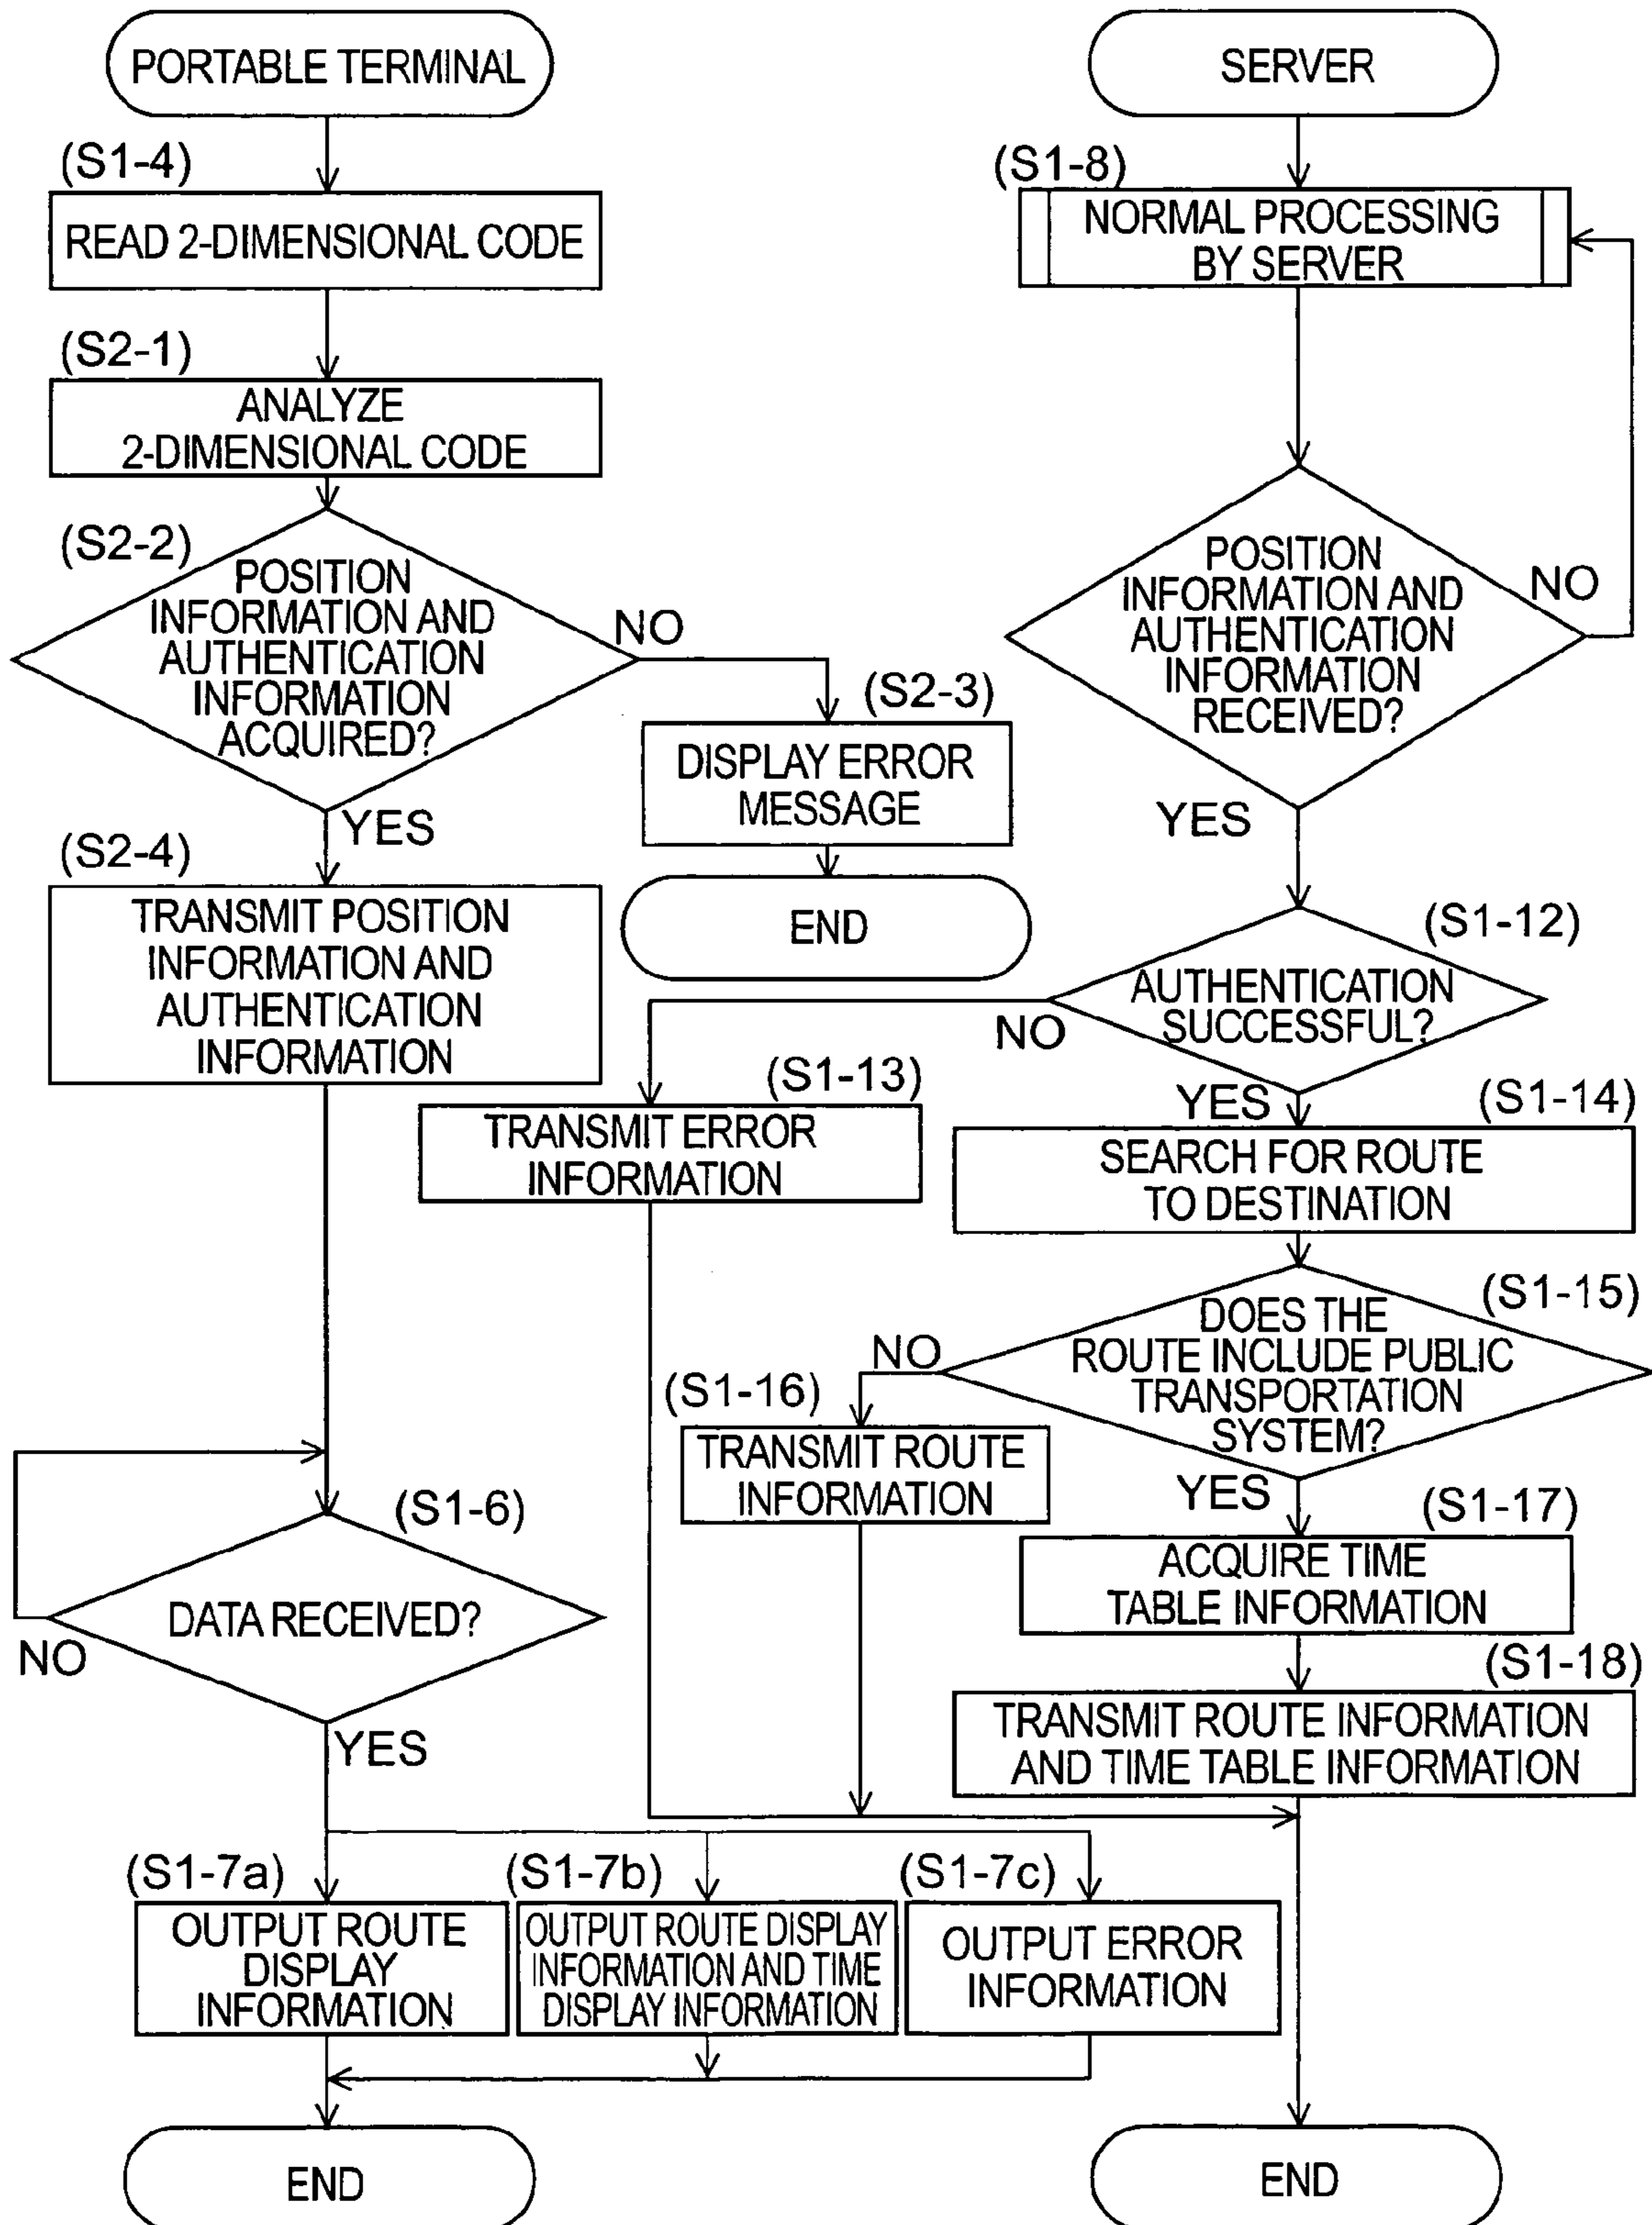 PORTABLE TERMINAL
(S1-4)
READ 2-DIMENSIONAL CODE
(S2-1)
ANALYZE
2-DIMENSIONAL CODE
(S2-2)
POSITION
INFORMATION AND
AUTHENTICATION
INFORMATION
ACQUIRED?
NO
(S2-3)
DISPLAY ERROR
MESSAGE
END
YES
(S2-4)
TRANSMIT POSITION
INFORMATION AND
AUTHENTICATION
INFORMATION
(S1-6)
DATA RECEIVED?
NO
YES
(S1-7a)
OUTPUT ROUTE
DISPLAY
INFORMATION
(S1-7b)
OUTPUT ROUTE DISPLAY
INFORMATION AND TIME
DISPLAY INFORMATION
(S1-7c)
OUTPUT ERROR
INFORMATION
END
SERVER
(S1-8)
NORMAL PROCESSING
BY SERVER
POSITION
INFORMATION AND
AUTHENTICATION
INFORMATION
RECEIVED?
NO
YES
(S1-12)
AUTHENTICATION
SUCCESSFUL?
NO
(S1-13)
TRANSMIT ERROR
INFORMATION
YES
(S1-14)
SEARCH FOR ROUTE
TO DESTINATION
(S1-15)
DOES THE
ROUTE INCLUDE PUBLIC
TRANSPORTATION
SYSTEM?
NO
(S1-16)
TRANSMIT ROUTE
INFORMATION
YES
(S1-17)
ACQUIRE TIME
TABLE INFORMATION
(S1-18)
TRANSMIT ROUTE INFORMATION
AND TIME TABLE INFORMATION
END